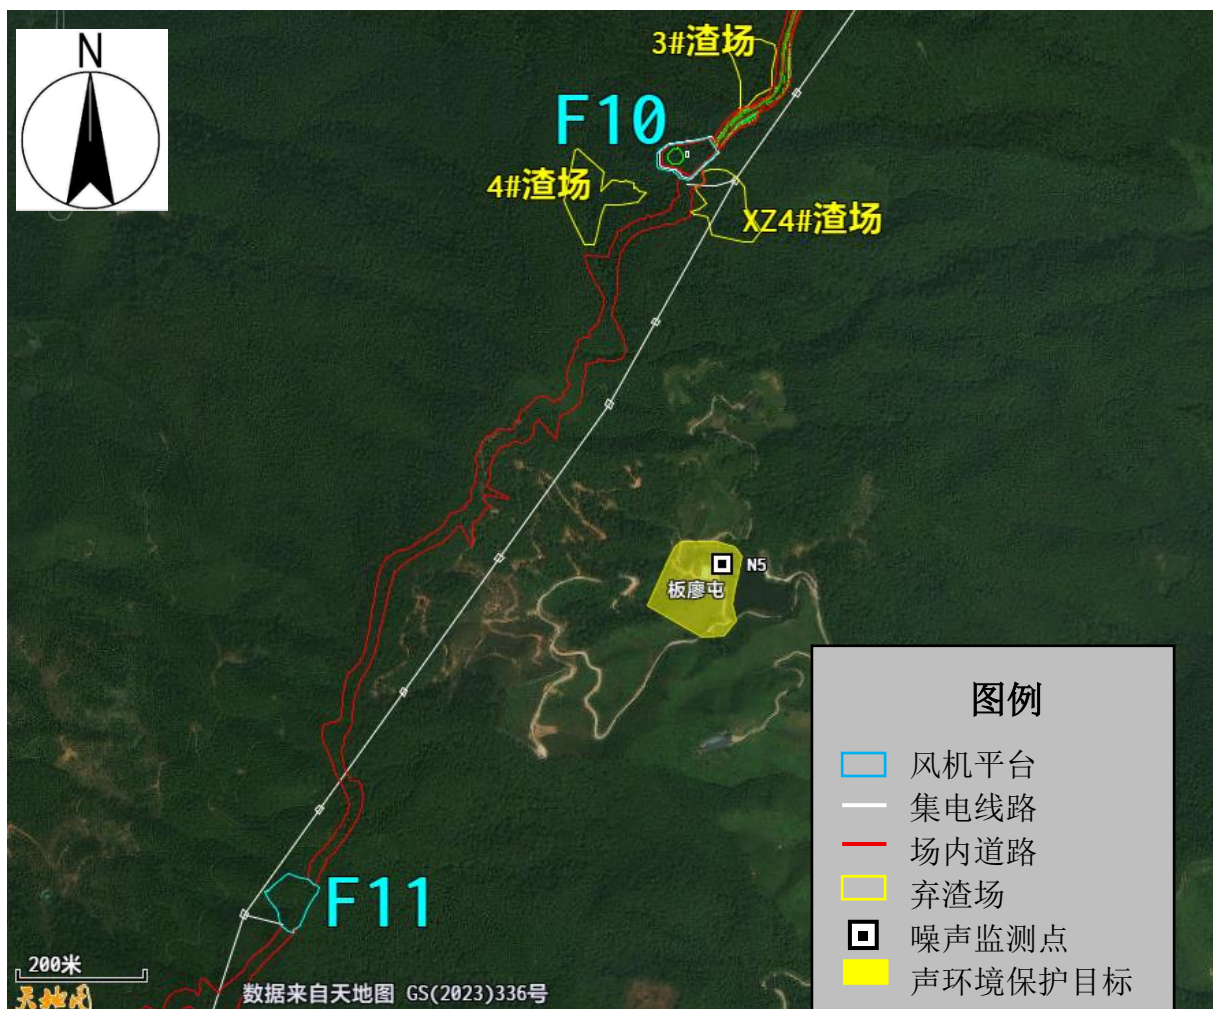 N
3#渣场
F10
4#渣场
XZ4#渣场
N5
板廖屯
图例
风机平台
集电线路
场内道路
弃渣场
噪声监测点
声环境保护目标
F11
200米
天地图
数据来自天地图 GS(2023)336号